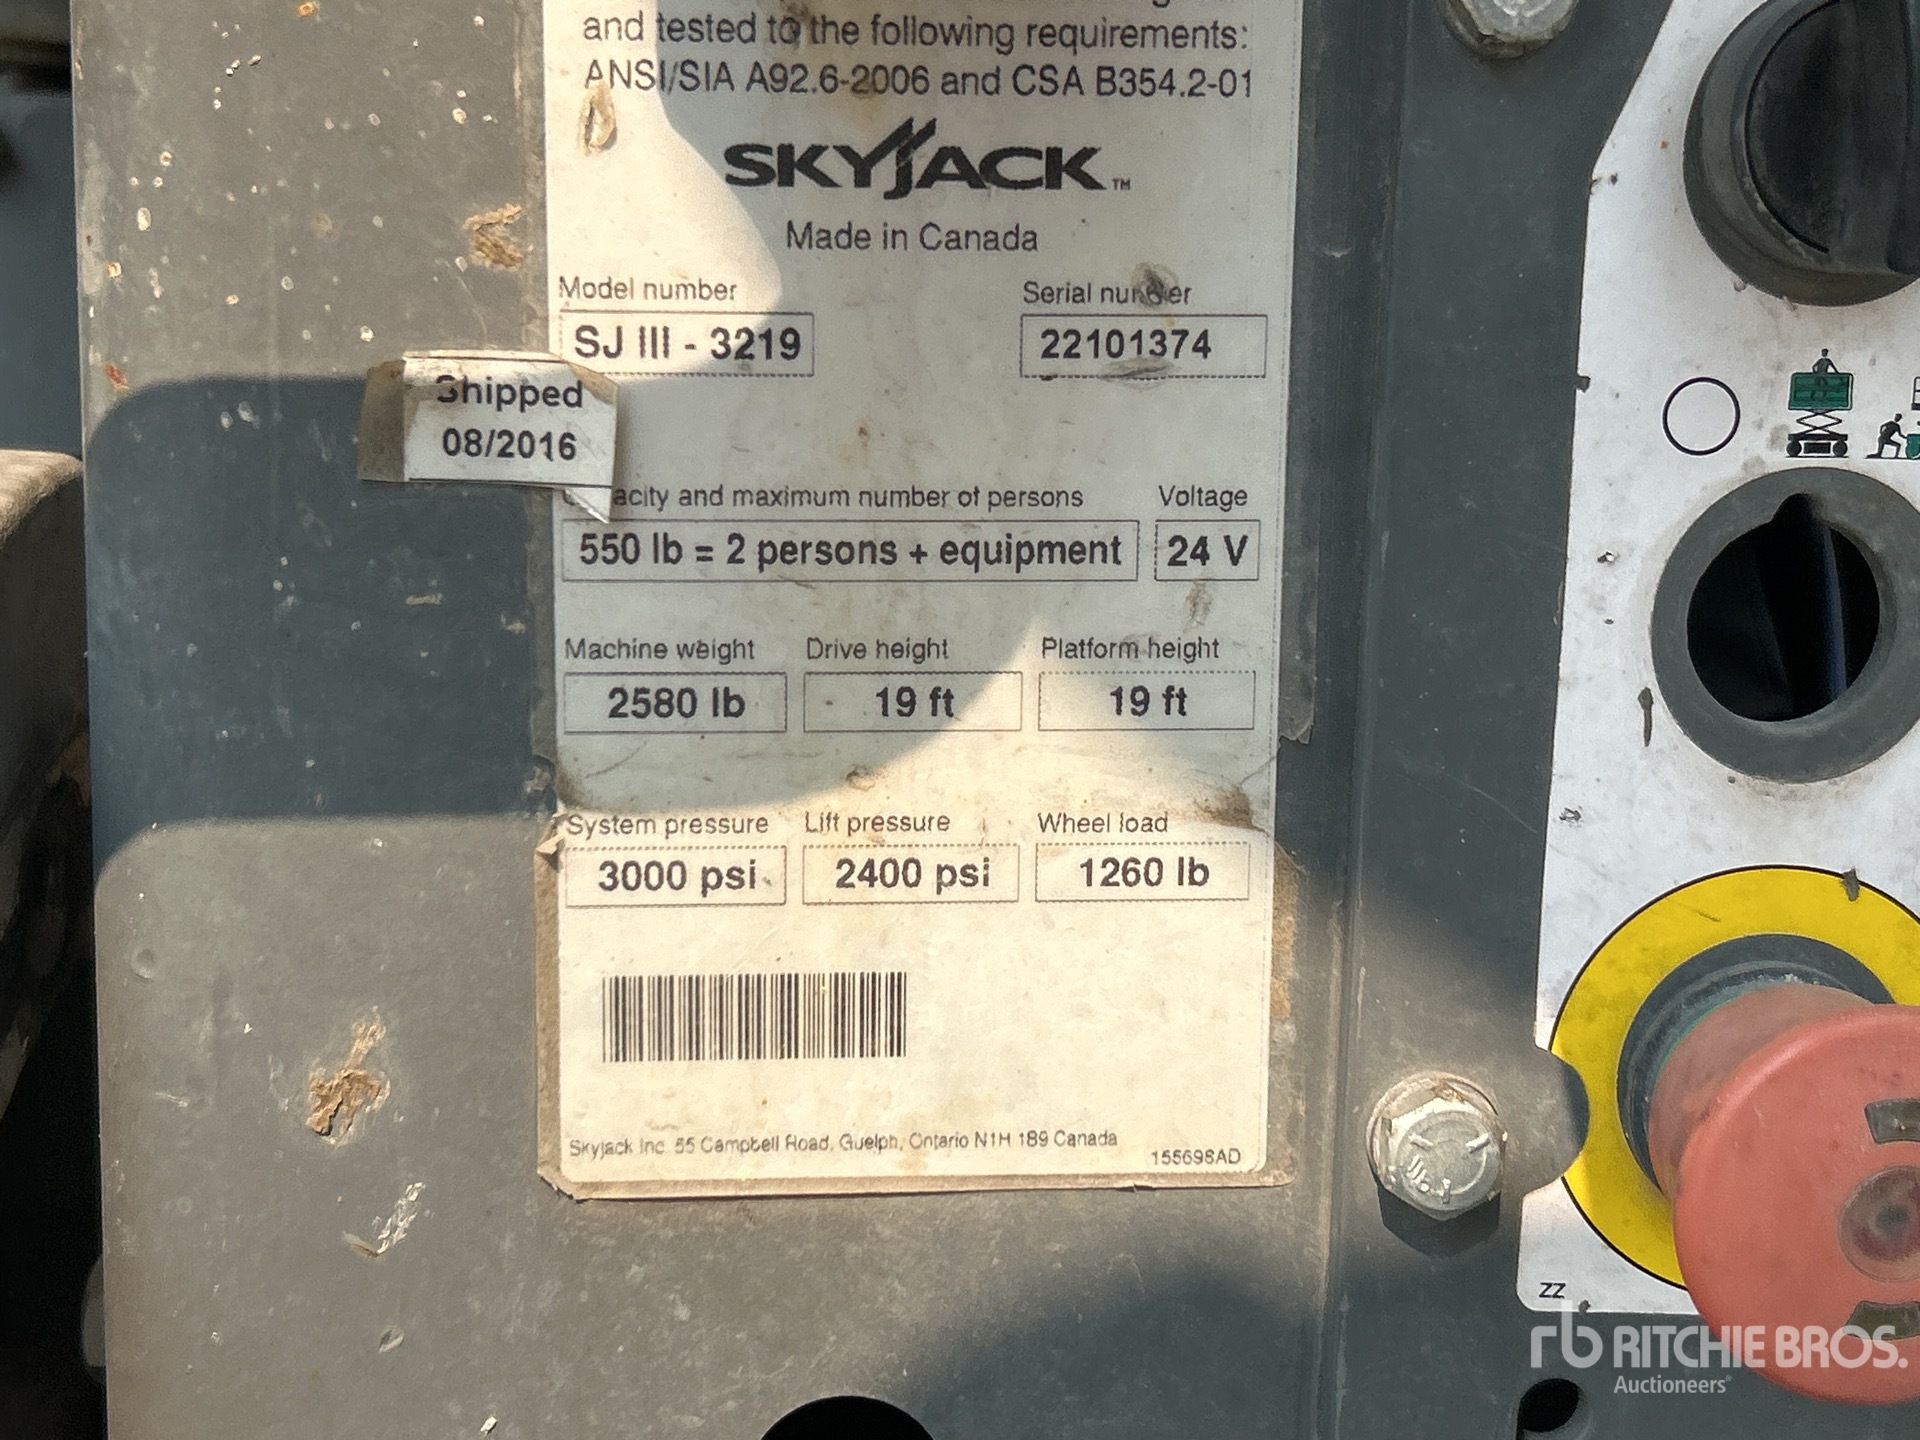 and tested to the following requirements:
ANSI/SIA A92.6-2006 and CSA B354.2-01
SKYJACK™
Made in Canada
Model number
Serial number
SJ III - 3219
22101374
Shipped
08/2016
acity and maximum number of persons
Voltage
550 lb = 2 persons + equipment
24 V
Machine weight
Drive height
Platform height
2580 lb
19 ft
19 ft
System pressure
Lift pressure
Wheel load
3000 psi
2400 psi
1260 lb
Skyjack Inc. 55 Campbell Road, Guelph, Ontario N1H 1B9 Canada
155698AD
ZZ
rb RITCHIE BROS.
Auctioneers